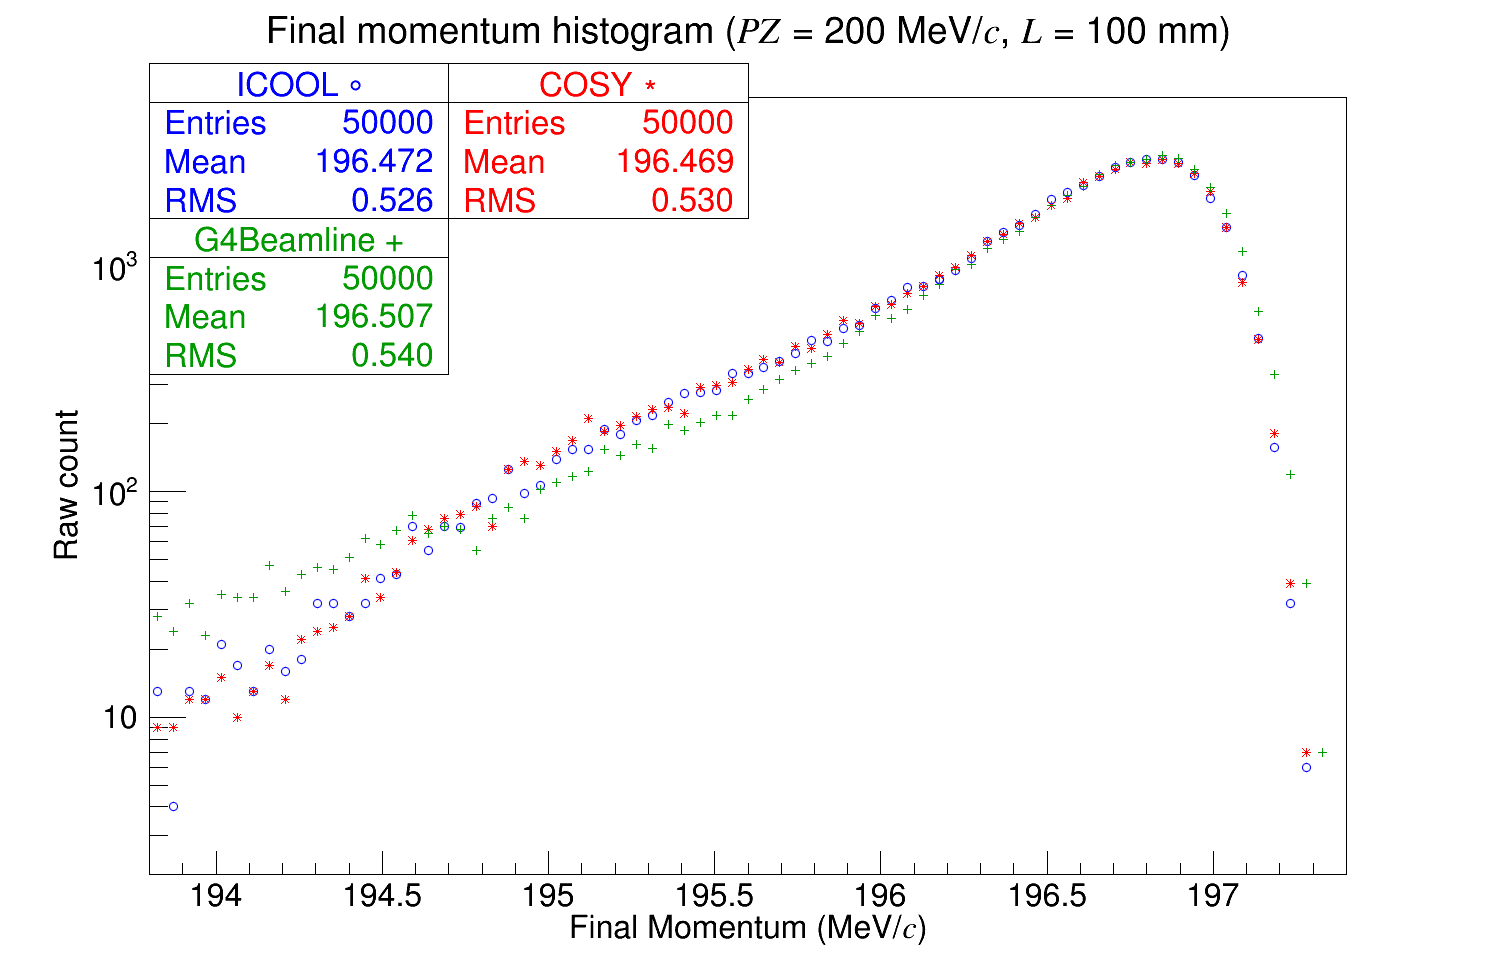 Final momentum histogram (PZ = 200 MeV/c, L = 100 mm)
ICOOL
Entries 50000
Mean 196.472
RMS 0.526
COSY *
Entries 50000
Mean 196.469
RMS 0.530
G4Beamline +
Entries 50000
Mean 196.507
RMS 0.540
Raw count
10³
10²
10
194 194.5 195 195.5 196 196.5 197
Final Momentum (MeV/c)